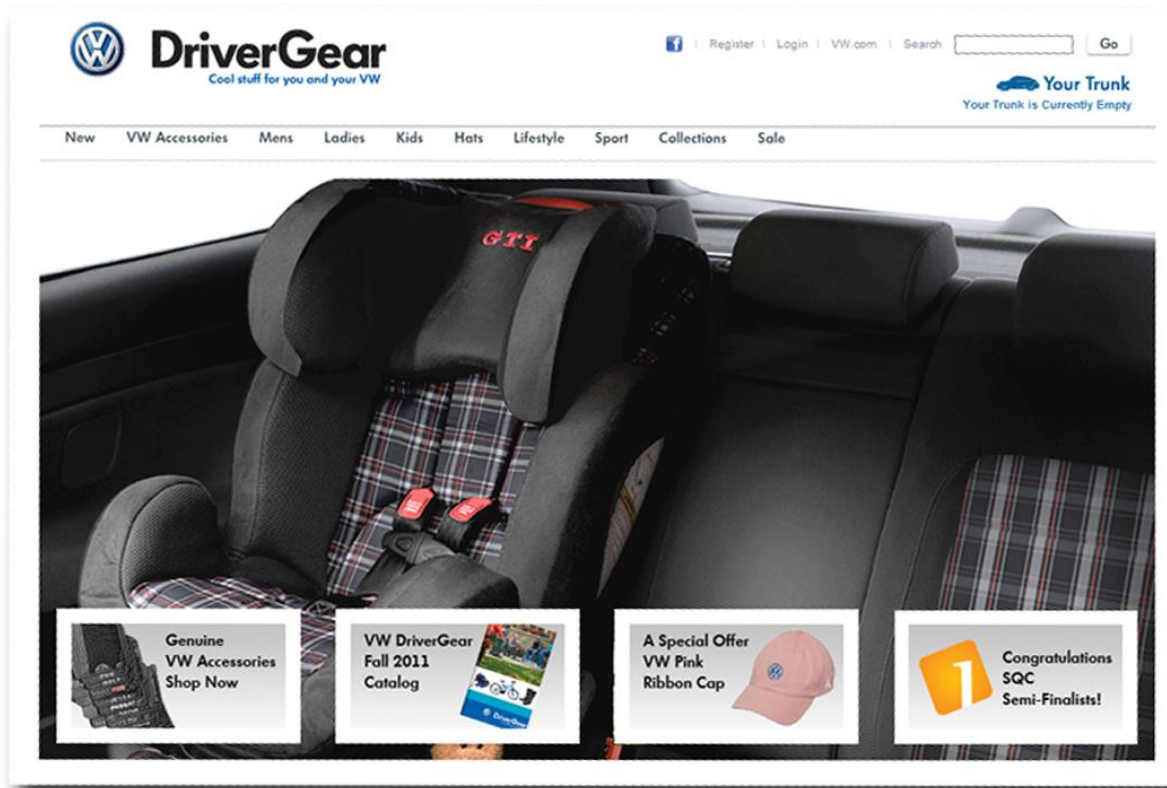 DriverGear
Cool stuff for you and your VW
f | Register | Login | VW.com | Search Go
Your Trunk
Your Trunk is Currently Empty
New VW Accessories Mens Ladies Kids Hats Lifestyle Sport Collections Sale
GTI
Genuine
VW Accessories
Shop Now
VW DriverGear
Fall 2011
Catalog
DriverGear
A Special Offer
VW Pink
Ribbon Cap
1
Congratulations
SQC
Semi-Finalists!